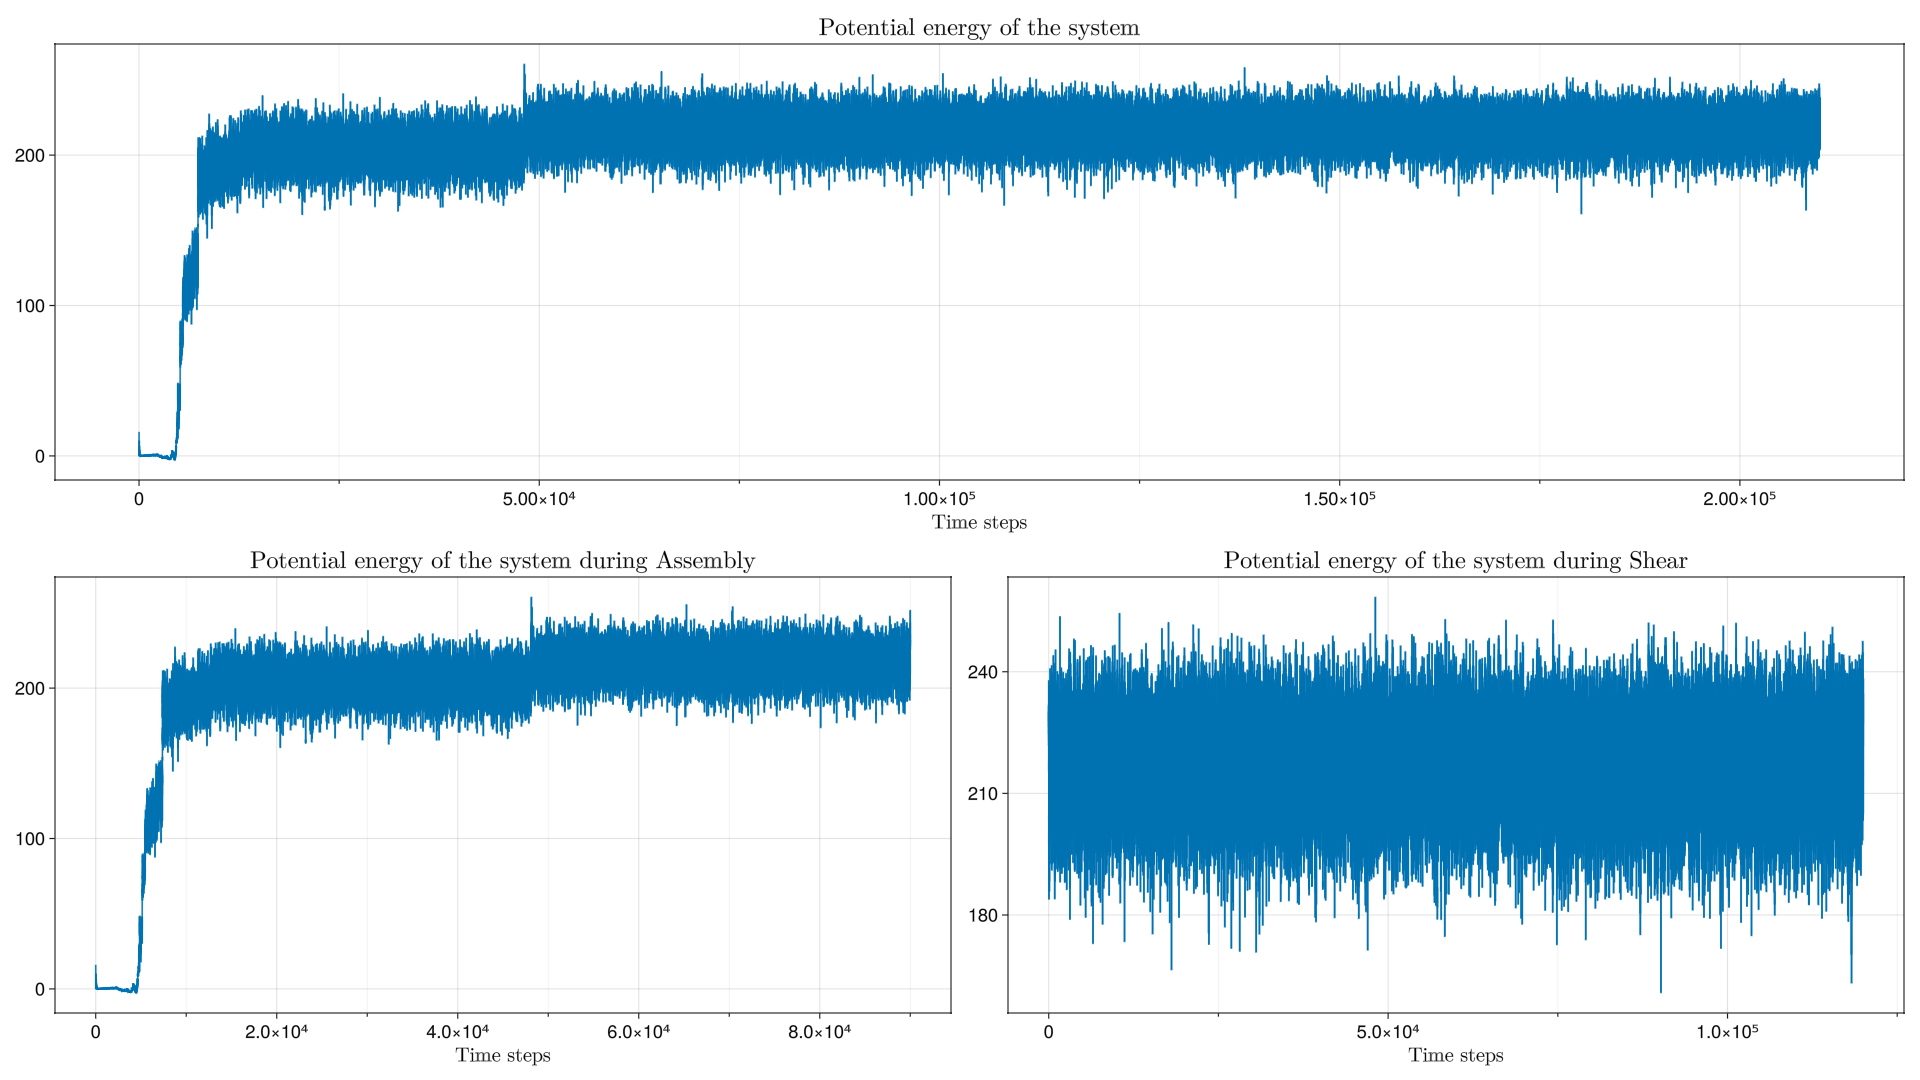 Potential energy of the system
200
100
0
0 5.00×10⁴ 1.00×10⁵ 1.50×10⁵ 2.00×10⁵
Time steps
Potential energy of the system during Assembly
200
100
0
0 2.0×10⁴ 4.0×10⁴ 6.0×10⁴ 8.0×10⁴
Time steps
Potential energy of the system during Shear
240
210
180
0 5.0×10⁴ 1.0×10⁵
Time steps